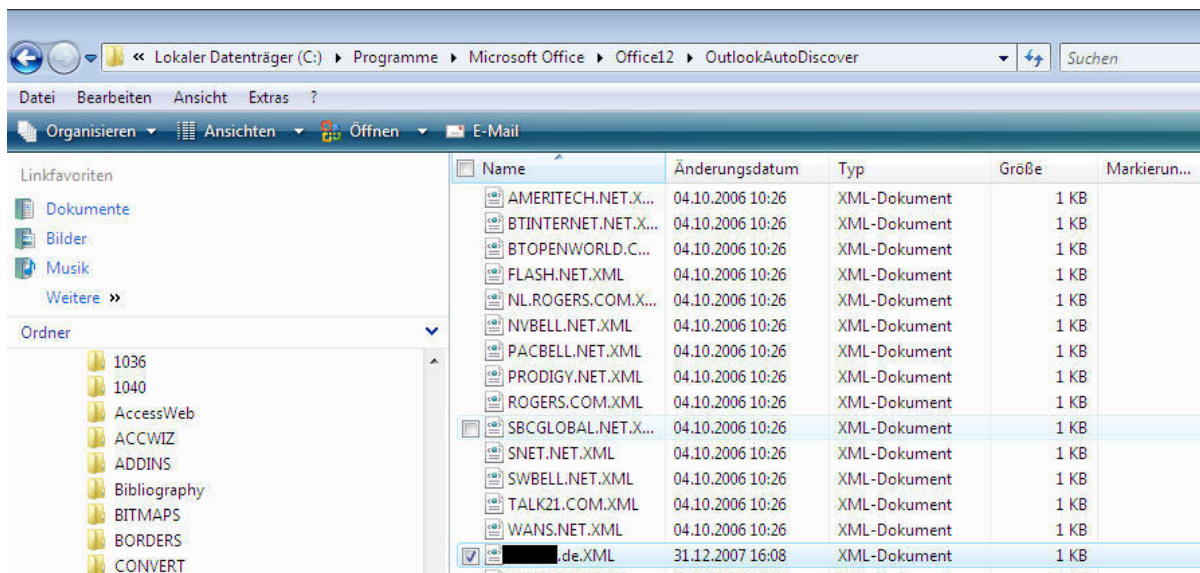 « Lokaler Datenträger (C:) ▸ Programme ▸ Microsoft Office ▸ Office12 ▸ OutlookAutoDiscover Suchen
Datei Bearbeiten Ansicht Extras ?
Organisieren Ansichten Öffnen E-Mail
Linkfavoriten
Dokumente
Bilder
Musik
Weitere »
Ordner
1036
1040
AccessWeb
ACCWIZ
ADDINS
Bibliography
BITMAPS
BORDERS
CONVERT
Name Änderungsdatum Typ Größe Markierun...
AMERITECH.NET.X... 04.10.2006 10:26 XML-Dokument 1 KB
BTINTERNET.NET.X... 04.10.2006 10:26 XML-Dokument 1 KB
BTOPENWORLD.C... 04.10.2006 10:26 XML-Dokument 1 KB
FLASH.NET.XML 04.10.2006 10:26 XML-Dokument 1 KB
NL.ROGERS.COM.X... 04.10.2006 10:26 XML-Dokument 1 KB
NVBELL.NET.XML 04.10.2006 10:26 XML-Dokument 1 KB
PACBELL.NET.XML 04.10.2006 10:26 XML-Dokument 1 KB
PRODIGY.NET.XML 04.10.2006 10:26 XML-Dokument 1 KB
ROGERS.COM.XML 04.10.2006 10:26 XML-Dokument 1 KB
SBCGLOBAL.NET.X... 04.10.2006 10:26 XML-Dokument 1 KB
SNET.NET.XML 04.10.2006 10:26 XML-Dokument 1 KB
SWBELL.NET.XML 04.10.2006 10:26 XML-Dokument 1 KB
TALK21.COM.XML 04.10.2006 10:26 XML-Dokument 1 KB
WANS.NET.XML 04.10.2006 10:26 XML-Dokument 1 KB
.de.XML 31.12.2007 16:08 XML-Dokument 1 KB